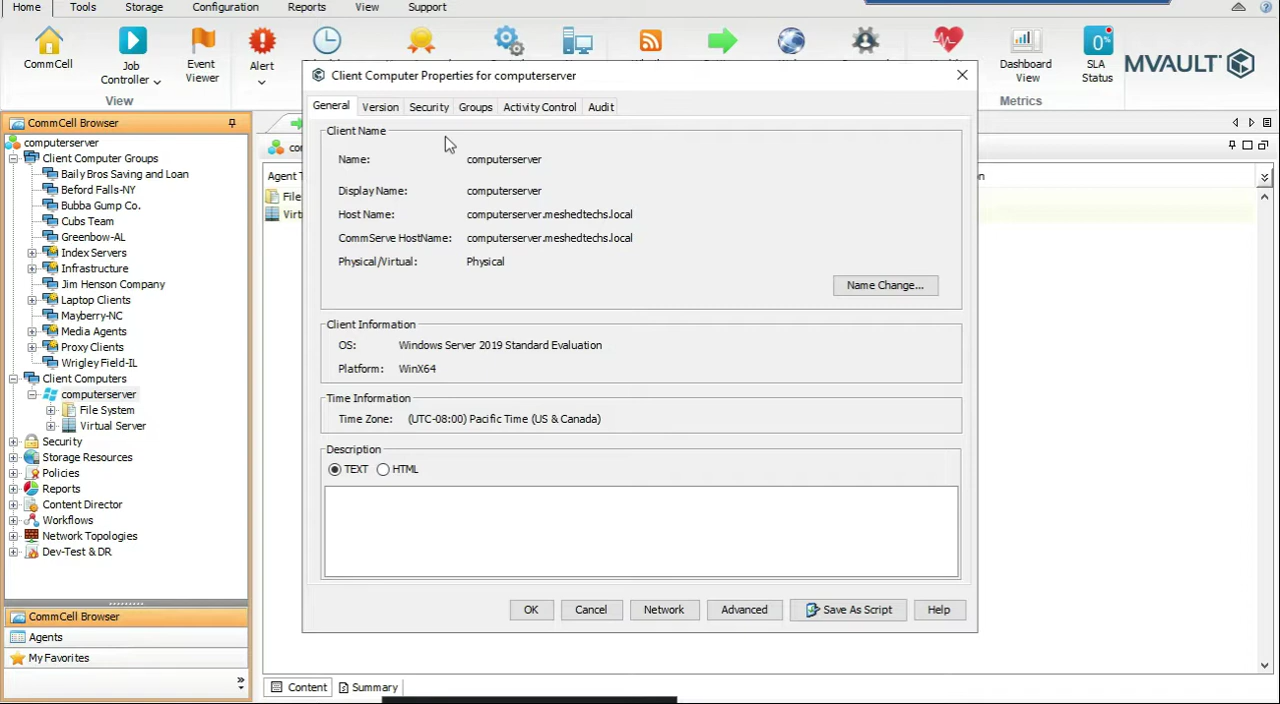 Home Tools Storage Configuration Reports View Support
CommCell
Job Controller
Event Viewer
Alert
View
Dashboard View
SLA Status
Metrics
MVAULT
CommCell Browser
computerserver
Client Computer Groups
Baily Bros Saving and Loan
Beford Falls-NY
Bubba Gump Co.
Cubs Team
Greenbow-AL
Index Servers
Infrastructure
Jim Henson Company
Laptop Clients
Mayberry-NC
Media Agents
Proxy Clients
Wrigley Field-IL
Client Computers
computerserver
File System
Virtual Server
Security
Storage Resources
Policies
Reports
Content Director
Workflows
Network Topologies
Dev-Test & DR
CommCell Browser
Agents
My Favorites
Client Computer Properties for computerserver
General Version Security Groups Activity Control Audit
Client Name
Name: computerserver
Display Name: computerserver
Host Name: computerserver.meshedtechs.local
CommServe HostName: computerserver.meshedtechs.local
Physical/Virtual: Physical
Name Change...
Client Information
OS: Windows Server 2019 Standard Evaluation
Platform: WinX64
Time Information
Time Zone: (UTC-08:00) Pacific Time (US & Canada)
Description
TEXT HTML
OK Cancel Network Advanced Save As Script Help
Content Summary